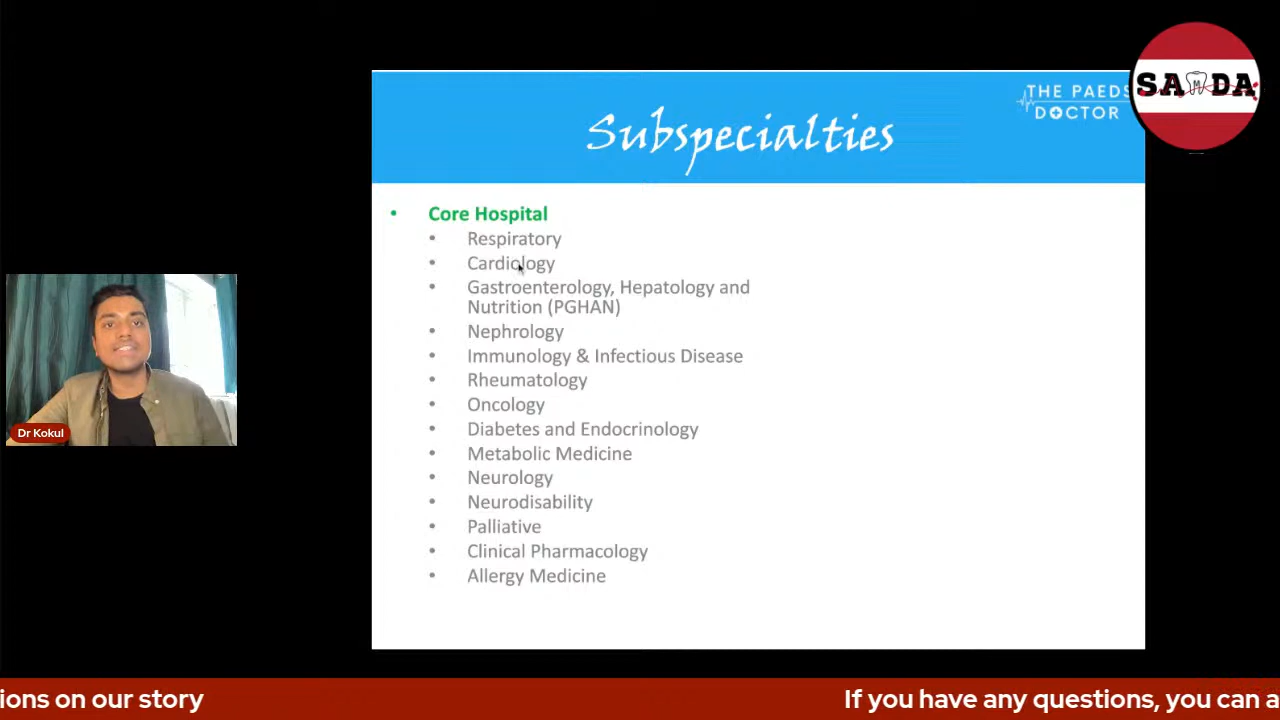 THE PAEDS
DOCTOR
SAMDA
Subspecialties
• Core Hospital
• Respiratory
• Cardiology
• Gastroenterology, Hepatology and
Nutrition (PGHAN)
• Nephrology
• Immunology & Infectious Disease
• Rheumatology
• Oncology
• Diabetes and Endocrinology
• Metabolic Medicine
• Neurology
• Neurodisability
• Palliative
• Clinical Pharmacology
• Allergy Medicine
Dr Kokul
ions on our story
If you have any questions, you can a